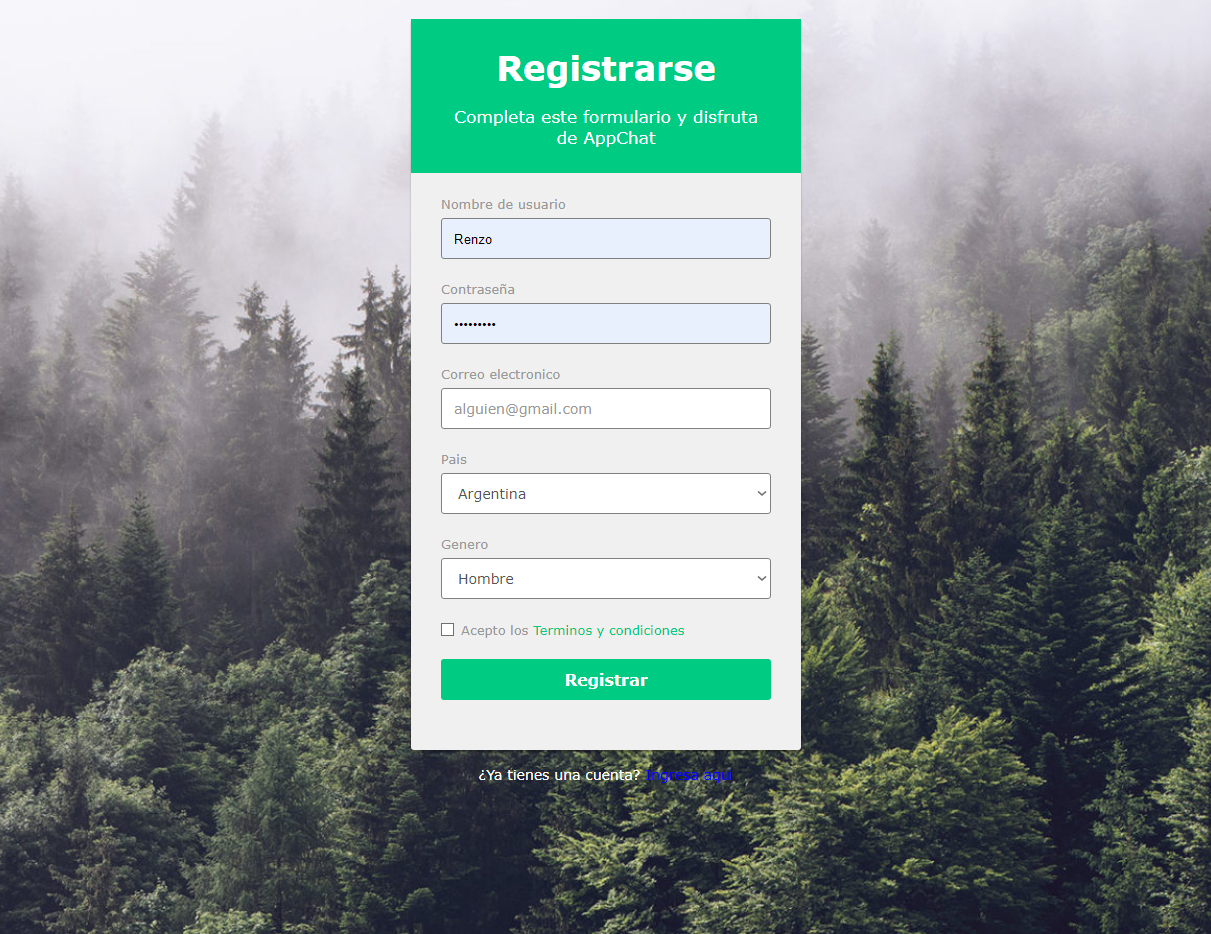 Registrarse
Completa este formulario y disfruta
de AppChat
Nombre de usuario
Renzo
Contraseña
•••••••••
Correo electronico
alguien@gmail.com
Pais
Argentina
Genero
Hombre
Acepto los Terminos y condiciones
Registrar
¿Ya tienes una cuenta? Ingresa aqui